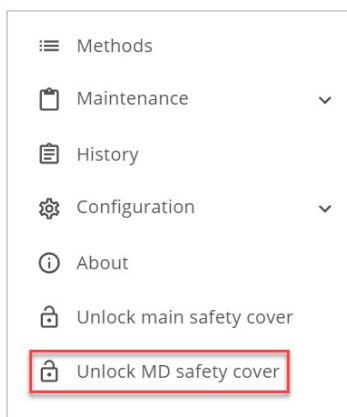 Methods
Maintenance
History
Configuration
About
Unlock main safety cover
Unlock MD safety cover